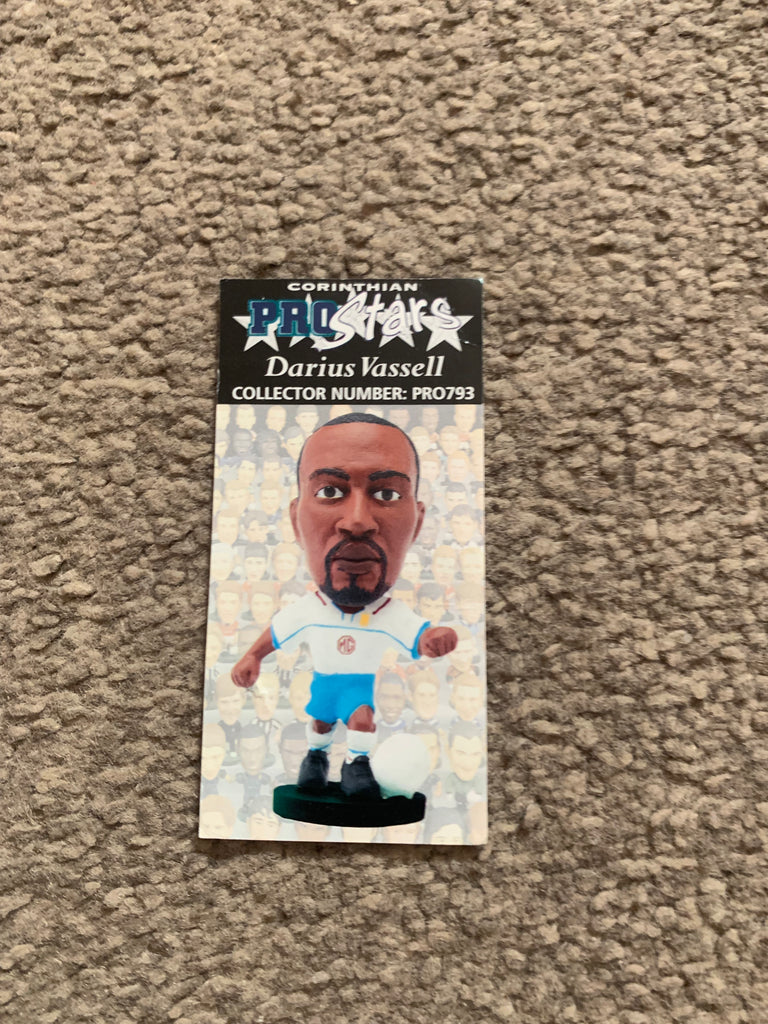 CORINTHIAN
PRO Stars
Darius Vassell
COLLECTOR NUMBER: PRO793
MG